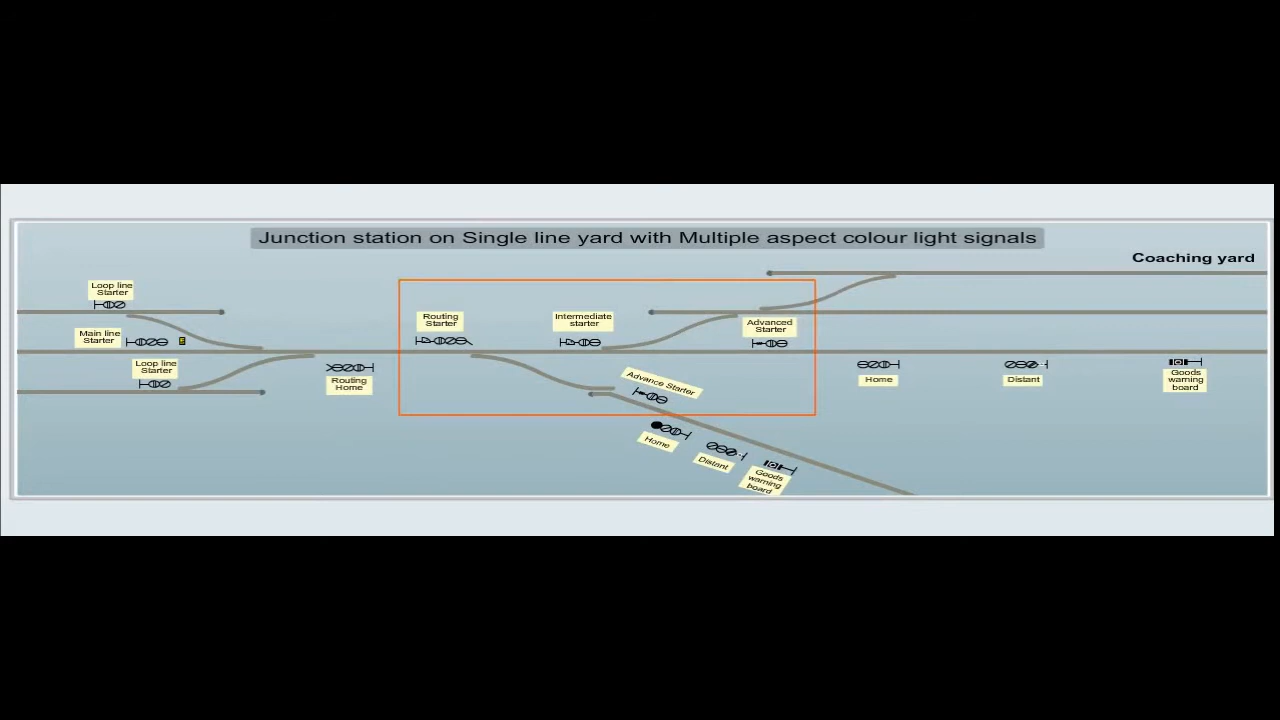 Junction station on Single line yard with Multiple aspect colour light signals
Coaching yard
Loop line
Starter
Main line
Starter
Loop line
Starter
Routing
Home
Routing
Starter
Intermediate
starter
Advanced
Starter
Advance Starter
Home
Distant
Goods
warning
board
Home
Distant
Goods
warning
board